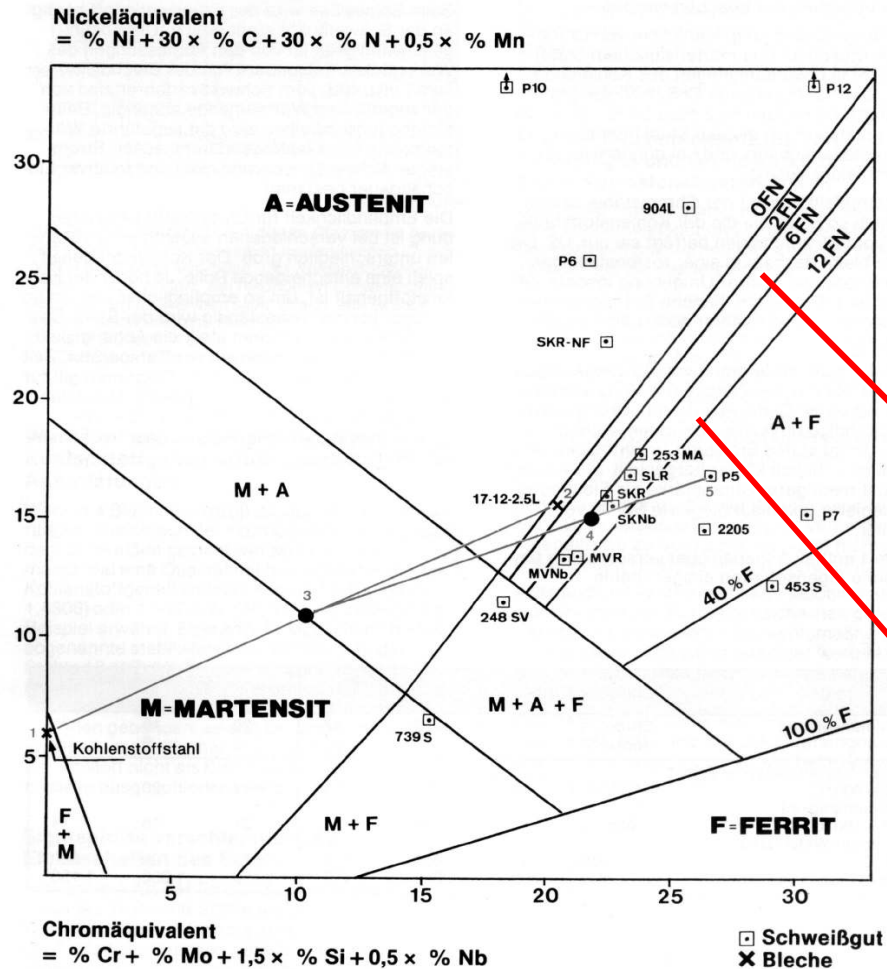 Nickeläquivalent
= % Ni + 30 × % C + 30 × % N + 0,5 × % Mn
P10
P12
30
A=AUSTENIT
904L
0FN
2FN
6FN
12FN
P6
25
SKR-NF
20
A + F
253 MA
M + A
SLR
P5
17-12-2.5L
2
SKR
5
15
SKNb
P7
4
2205
MVNb
MVR
40 % F
453 S
3
248 SV
10
M=MARTENSIT
M + A + F
739 S
100 % F
1
Kohlenstoffstahl
5
F
+
M
M + F
F=FERRIT
5
10
15
20
25
30
Chromäquivalent
= % Cr + % Mo + 1,5 × % Si + 0,5 × % Nb
Schweißgut
Bleche